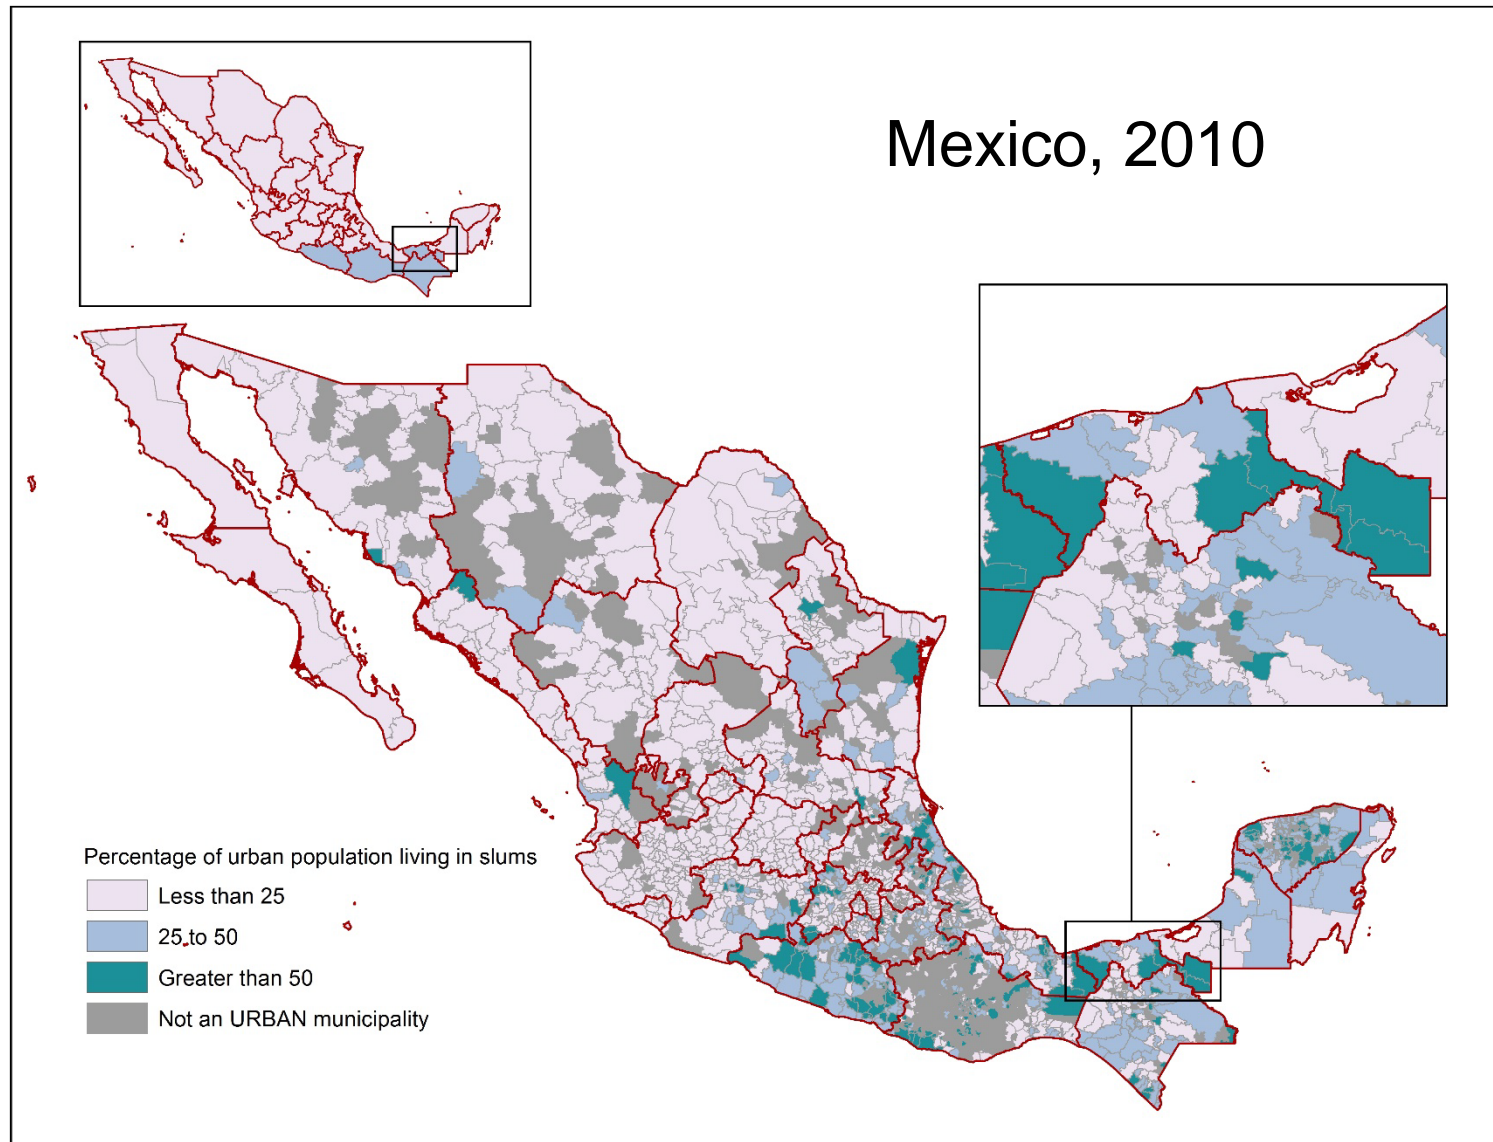 Mexico, 2010
Percentage of urban population living in slums
Less than 25
25 to 50
Greater than 50
Not an URBAN municipality